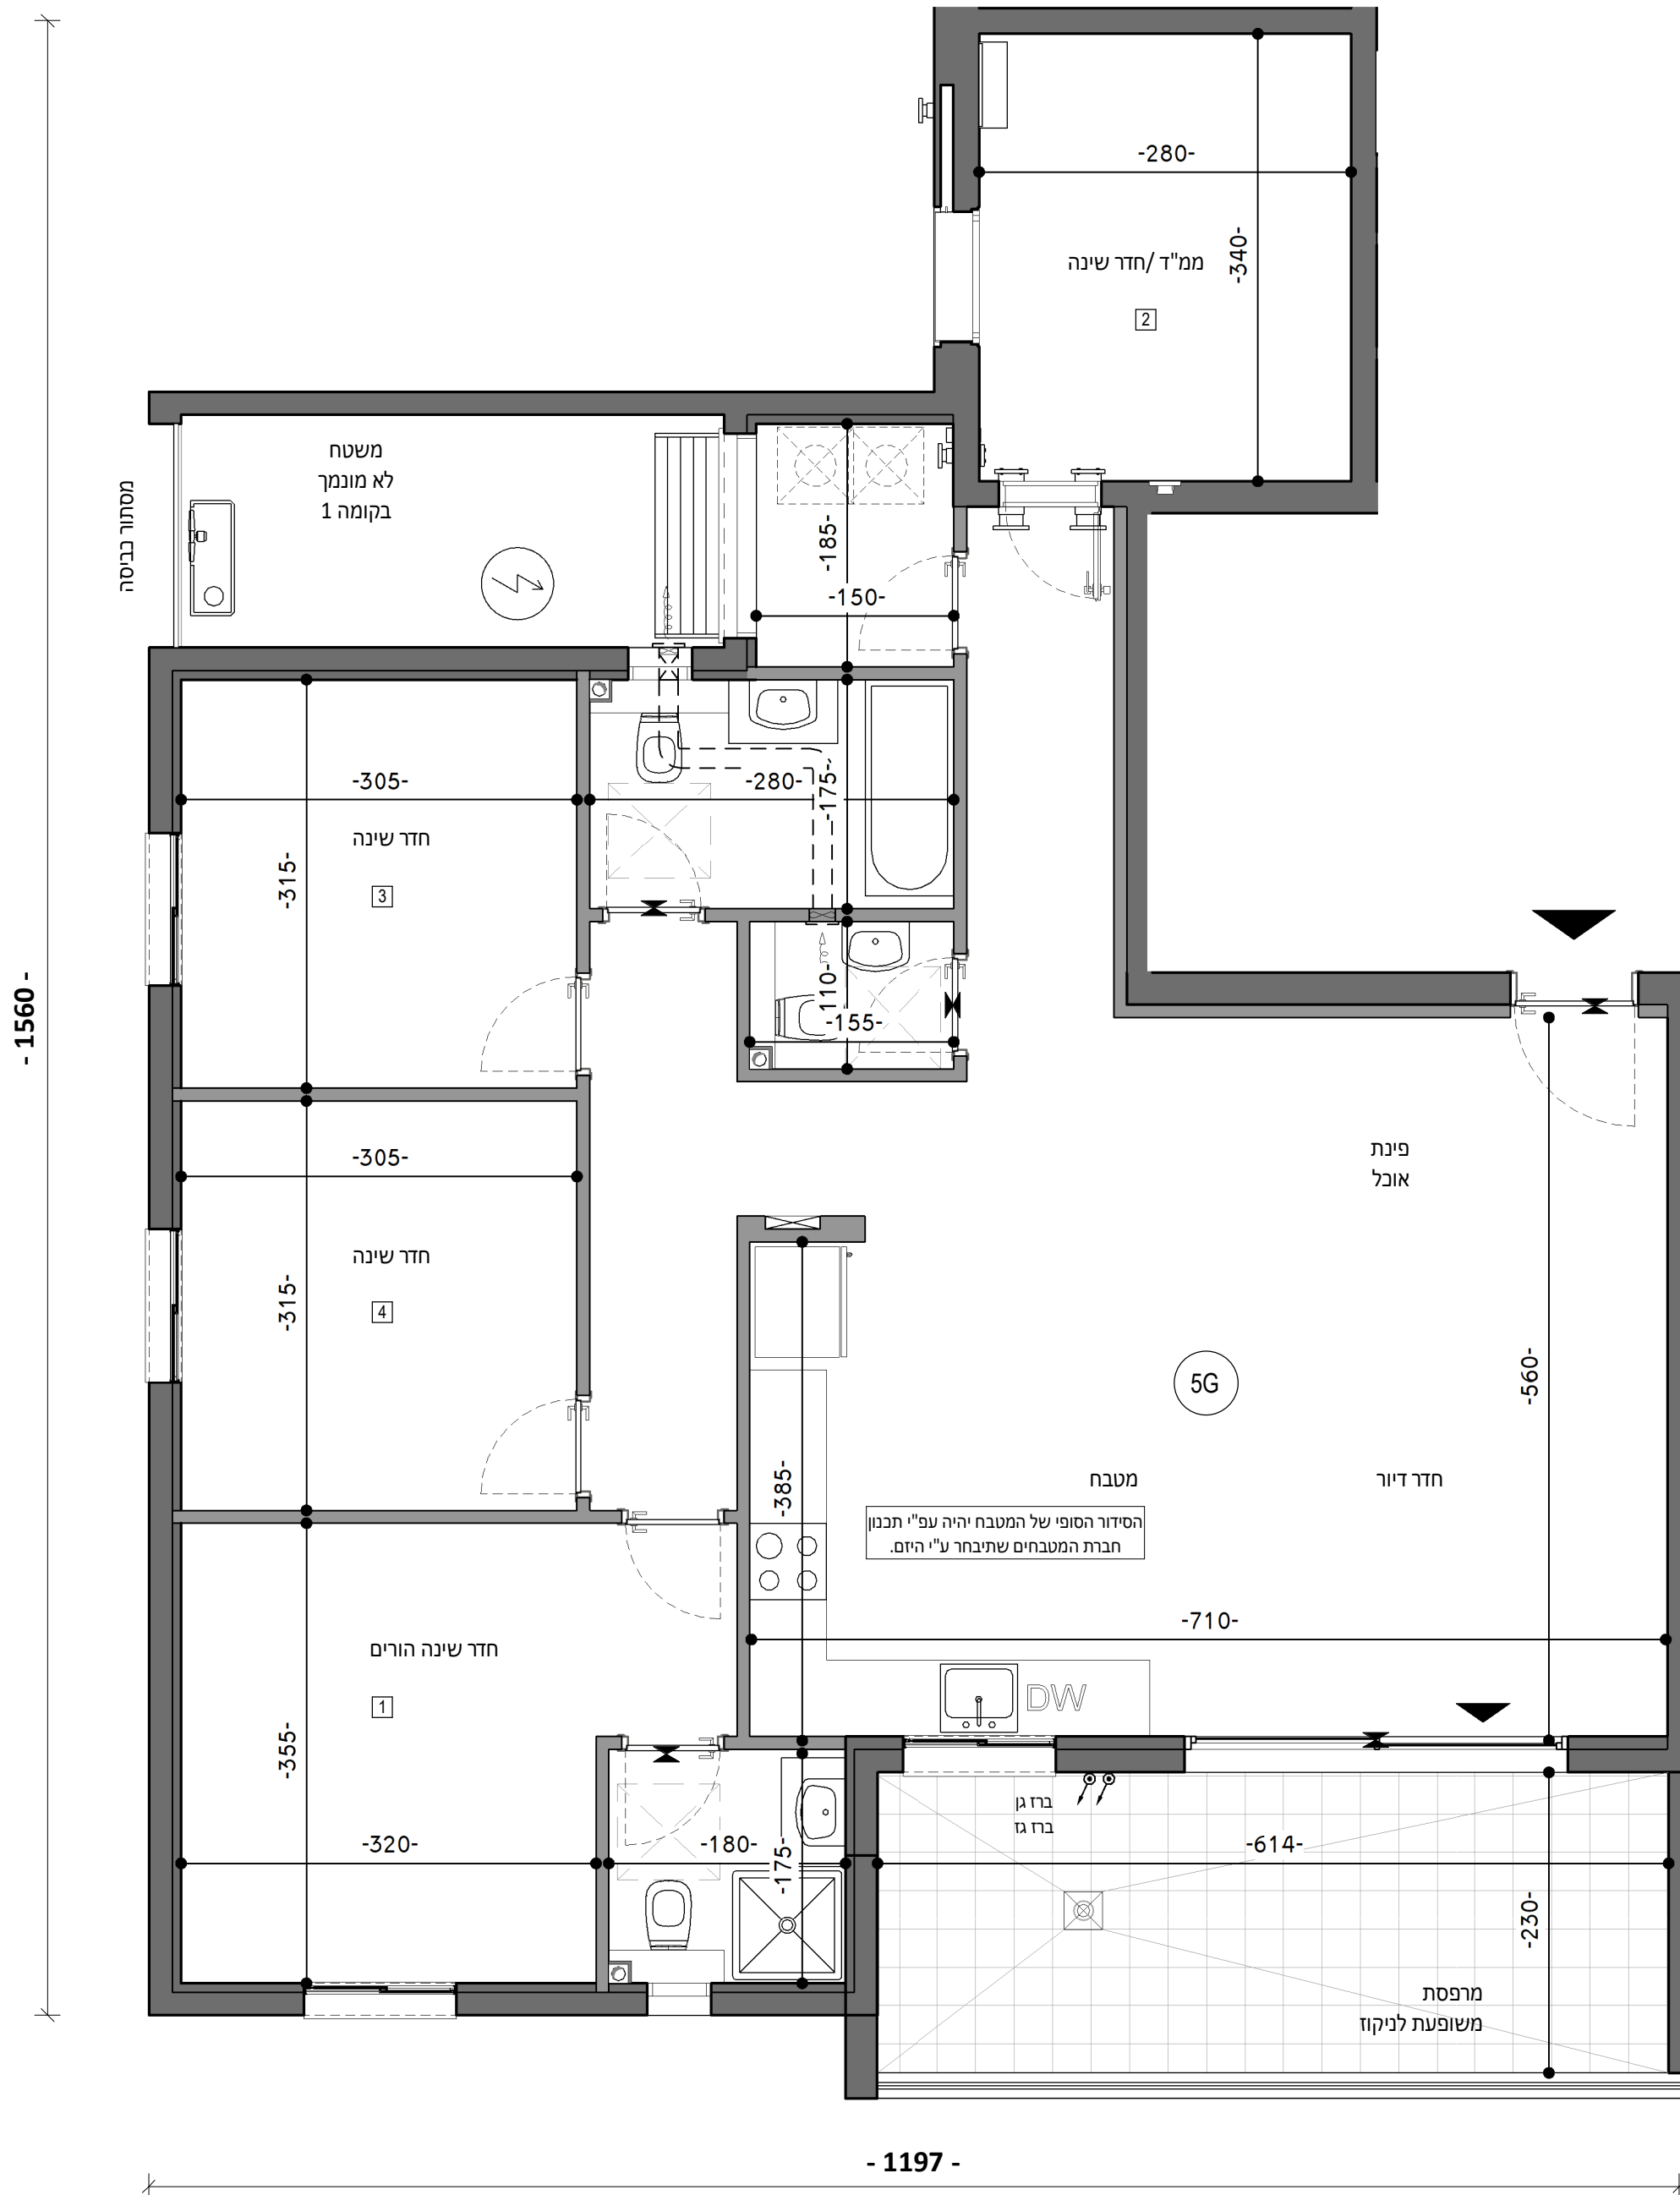 -280-
-340-
ממ"ד /חדר שינה
2
משטח
לא מונמך
בקומה 1
מסתור כביסה
-185-
-150-
-305-
-280-
-175-
חדר שינה
3
-315-
-110-
-155-
- 1560 -
פינת
אוכל
-305-
חדר שינה
4
-315-
5G
-560-
-385-
מטבח
חדר דיור
הסידור הסופי של המטבח יהיה עפ"י תכנון
חברת המטבחים שתיבחר ע"י היזם.
-710-
חדר שינה הורים
1
DW
-355-
ברז גן
ברז גז
-320-
-180-
-175-
-614-
-230-
מרפסת
משופעת לניקוז
- 1197 -